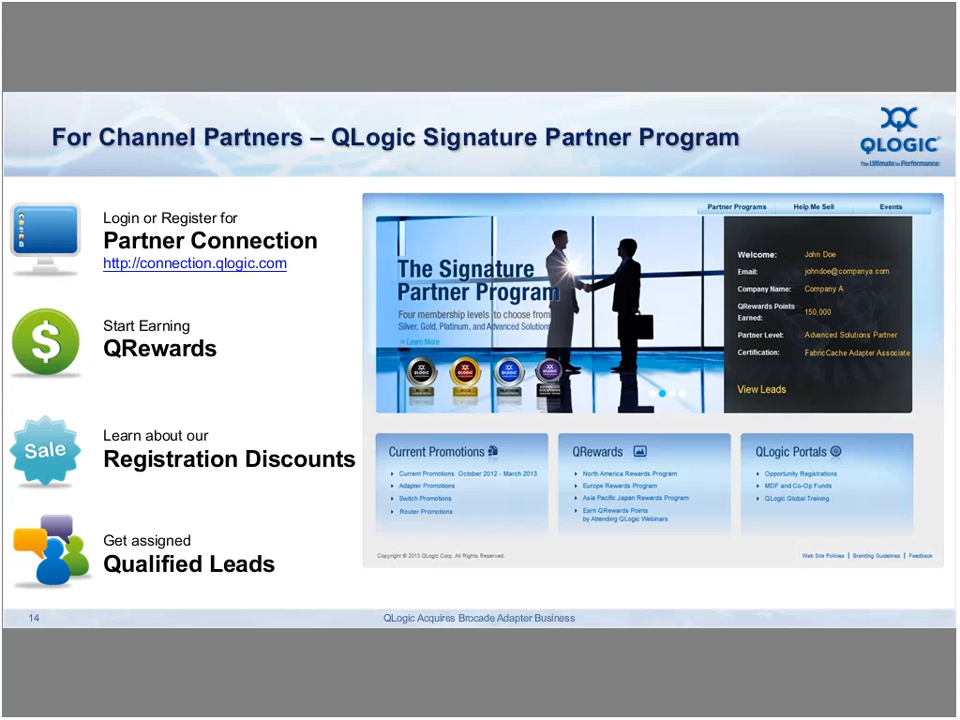 For Channel Partners – QLogic Signature Partner Program
QLOGIC
The Ultimate in Performance
Login or Register for
Partner Connection
http://connection.qlogic.com
Start Earning
QRewards
Sale
Learn about our
Registration Discounts
Get assigned
Qualified Leads
Partner Programs
Help Me Sell
Events
The Signature
Partner Program
Four membership levels to choose from
Silver, Gold, Platinum, and Advanced Solutions
> Learn More
QLOGIC
QLOGIC
QLOGIC
QLOGIC
Welcome: John Doe
Email: johndoe@companya.com
Company Name: Company A
QRewards Points
Earned: 150,000
Partner Level: Advanced Solutions Partner
Certification: FabricCache Adapter Associate
View Leads
Current Promotions
Current Promotions: October 2012 - March 2013
Adapter Promotions
Switch Promotions
Router Promotions
QRewards
North America Rewards Program
Europe Rewards Program
Asia Pacific Japan Rewards Program
Earn QRewards Points
by Attending QLogic Webinars
QLogic Portals
Opportunity Registrations
MDF and Co-Op Funds
QLogic Global Training
Copyright © 2013 QLogic Corp. All Rights Reserved.
Web Site Policies | Branding Guidelines | Feedback
14
QLogic Acquires Brocade Adapter Business